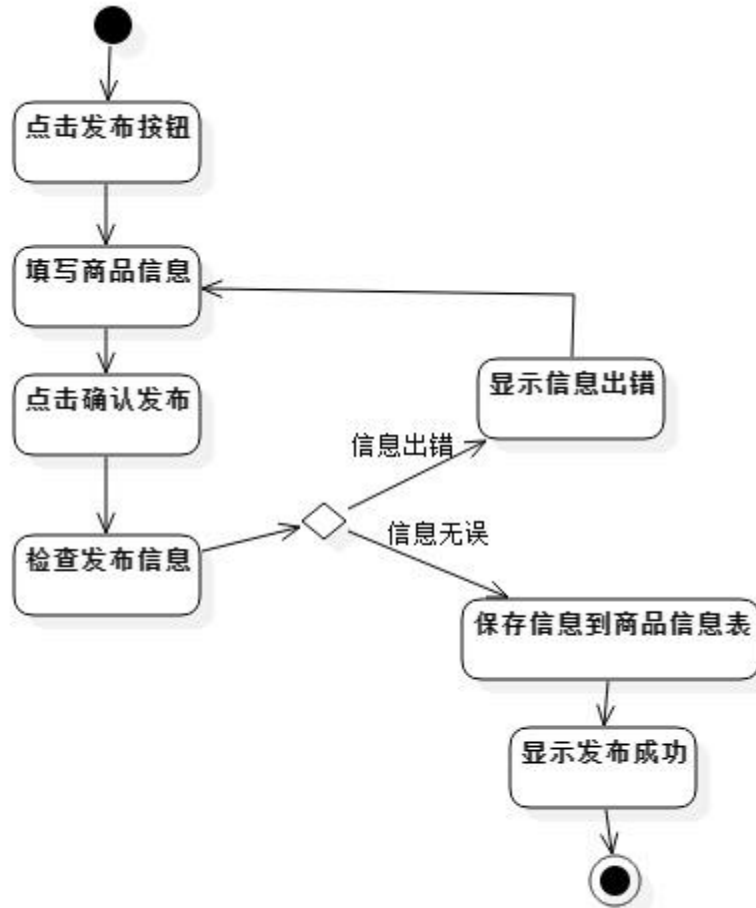 点击发布按钮
填写商品信息
显示信息出错
点击确认发布
信息出错
信息无误
检查发布信息
保存信息到商品信息表
显示发布成功